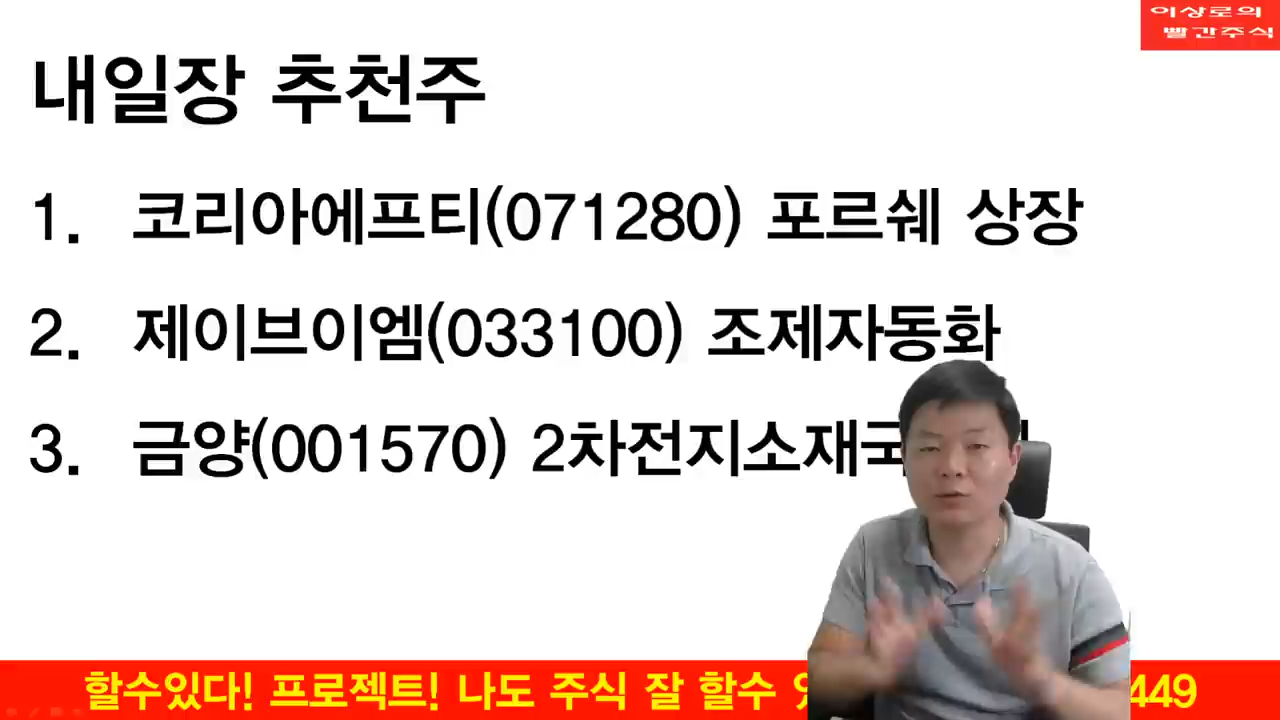 이상로의
빨간주식
내일장 추천주
1. 코리아에프티(071280) 포르쉐 상장
2. 제이브이엠(033100) 조제자동화
3. 금양(001570) 2차전지소재국
할수있다! 프로젝트! 나도 주식 잘 할수 449